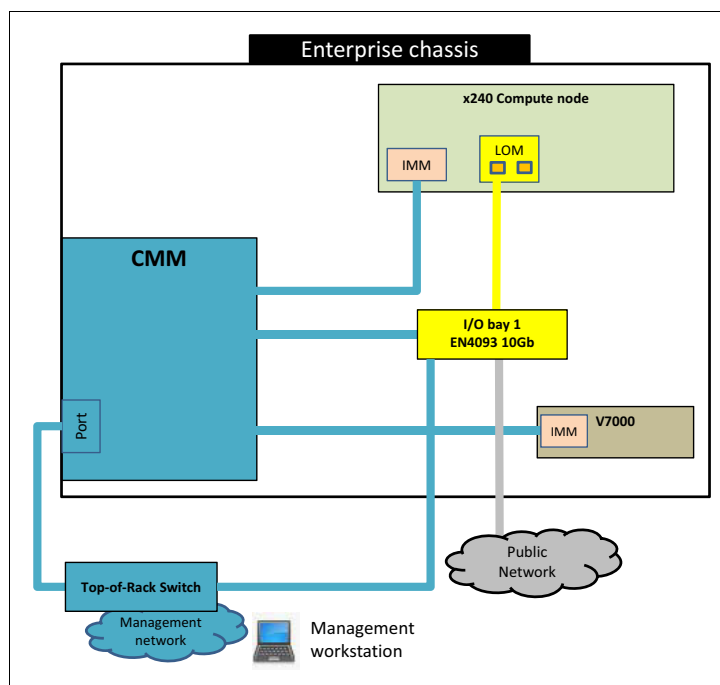 Enterprise chassis
x240 Compute node
LOM
IMM
CMM
I/O bay 1
EN4093 10Gb
Port
V7000
IMM
Public
Network
Top-of-Rack Switch
Management
network
Management
workstation